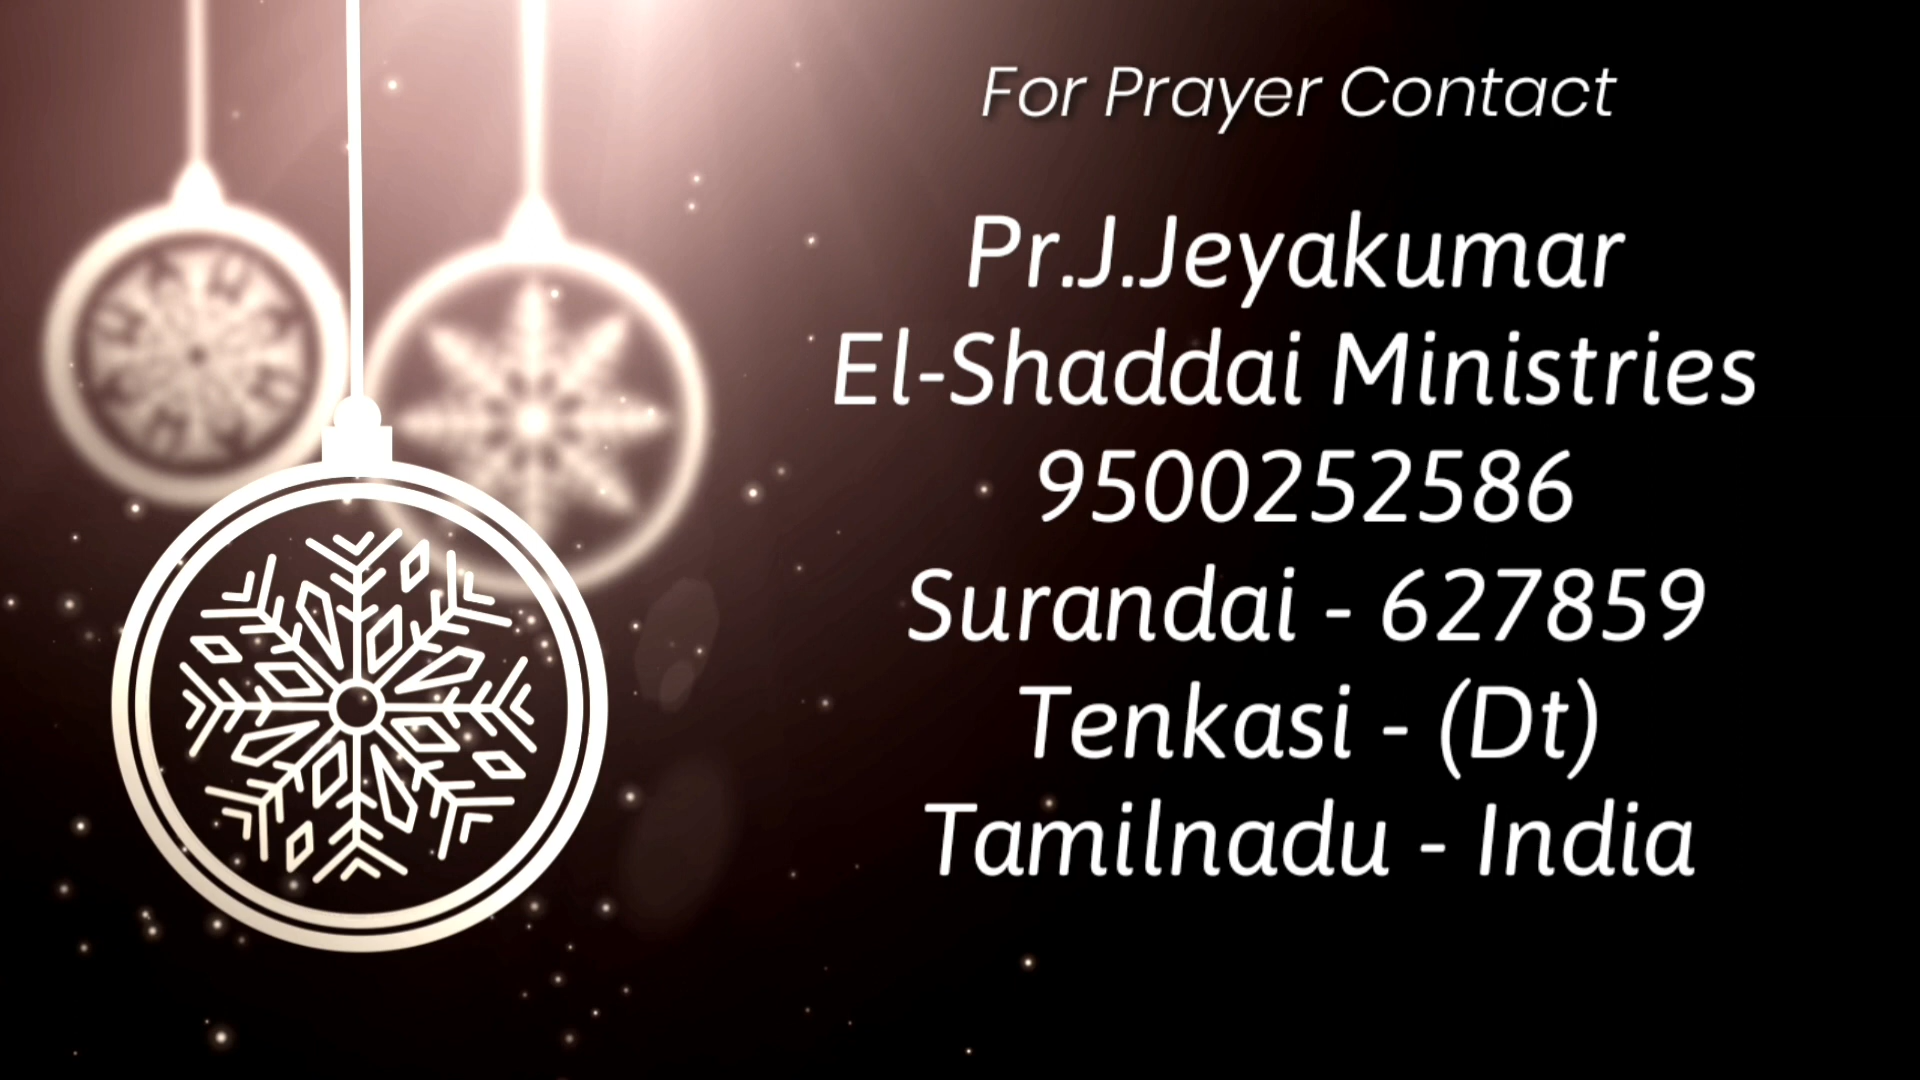 For Prayer Contact
Pr.J.Jeyakumar
El-Shaddai Ministries
9500252586
Surandai - 627859
Tenkasi - (Dt)
Tamilnadu - India